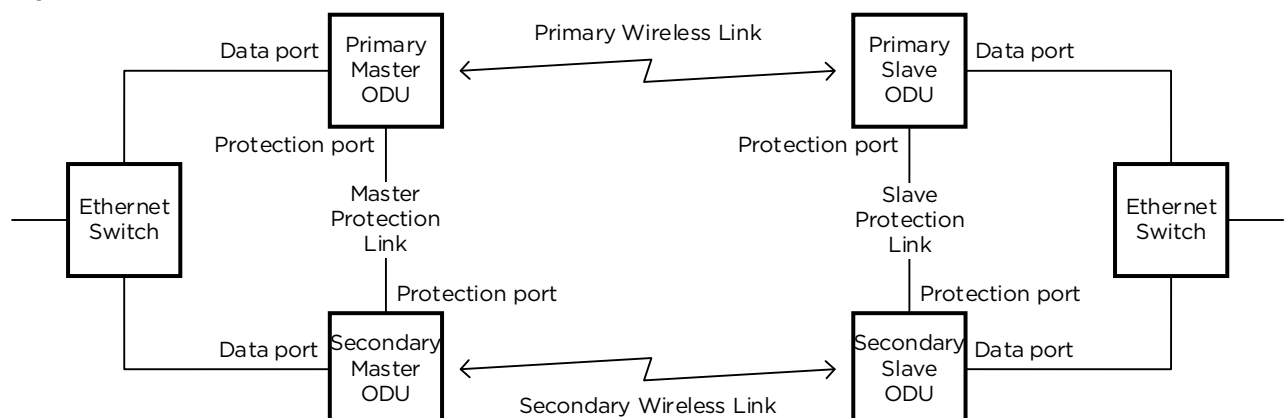 Primary Wireless Link
Data port
Primary
Master
ODU
Primary
Slave
ODU
Data port
Protection port
Protection port
Ethernet
Switch
Master
Protection
Link
Slave
Protection
Link
Ethernet
Switch
Protection port
Protection port
Data port
Secondary
Master
ODU
Secondary
Slave
ODU
Data port
Secondary Wireless Link